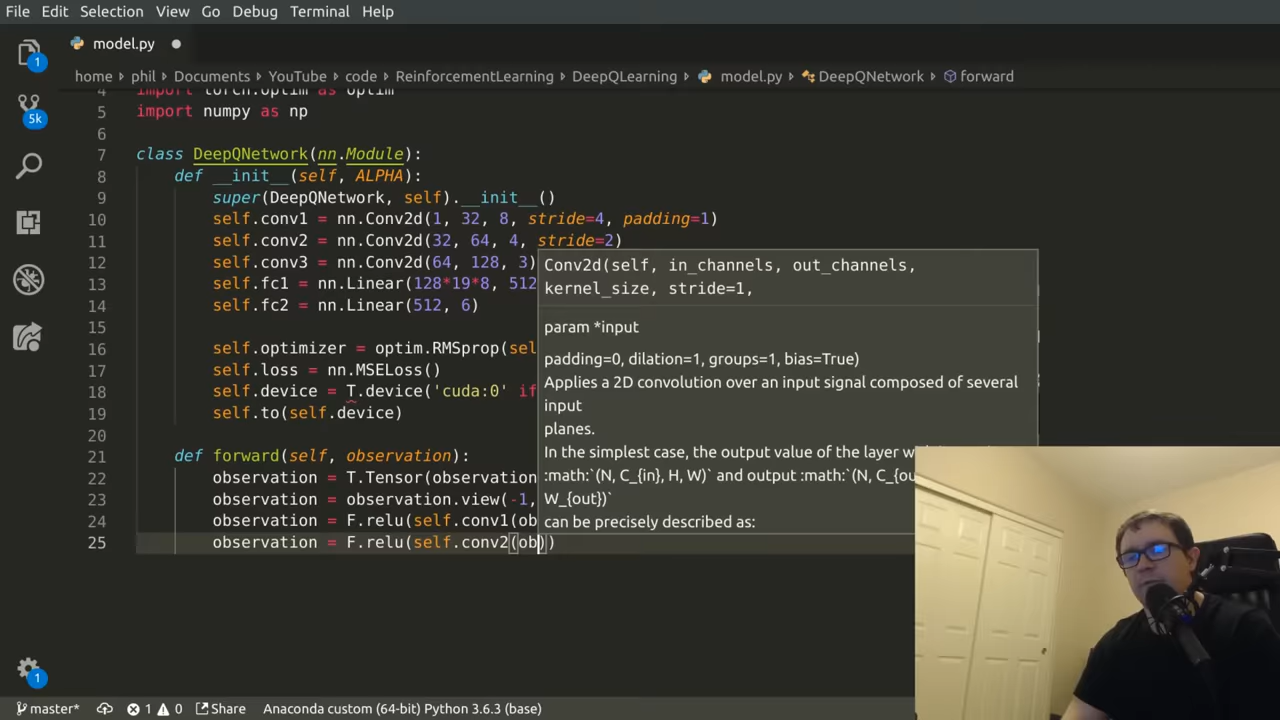 File Edit Selection View Go Debug Terminal Help
model.py
home › phil › Documents › YouTube › code › ReinforcementLearning › DeepQLearning › model.py › DeepQNetwork › forward
4 import torch.optim as optim
5 import numpy as np
6
7 class DeepQNetwork(nn.Module):
8 def __init__(self, ALPHA):
9 super(DeepQNetwork, self).__init__()
10 self.conv1 = nn.Conv2d(1, 32, 8, stride=4, padding=1)
11 self.conv2 = nn.Conv2d(32, 64, 4, stride=2)
12 self.conv3 = nn.Conv2d(64, 128, 3)
13 self.fc1 = nn.Linear(128*19*8, 512
14 self.fc2 = nn.Linear(512, 6)
15
16 self.optimizer = optim.RMSprop(sel
17 self.loss = nn.MSELoss()
18 self.device = T.device('cuda:0' if
19 self.to(self.device)
20
21 def forward(self, observation):
22 observation = T.Tensor(observation
23 observation = observation.view(-1,
24 observation = F.relu(self.conv1(ob
25 observation = F.relu(self.conv2(ob))
Conv2d(self, in_channels, out_channels,
kernel_size, stride=1,
param *input
padding=0, dilation=1, groups=1, bias=True)
Applies a 2D convolution over an input signal composed of several
input
planes.
In the simplest case, the output value of the layer w
:math:`(N, C_{in}, H, W)` and output :math:`(N, C_{ou
W_{out})`
can be precisely described as:
1
5k
1
master* 1 0 Share Anaconda custom (64-bit) Python 3.6.3 (base)